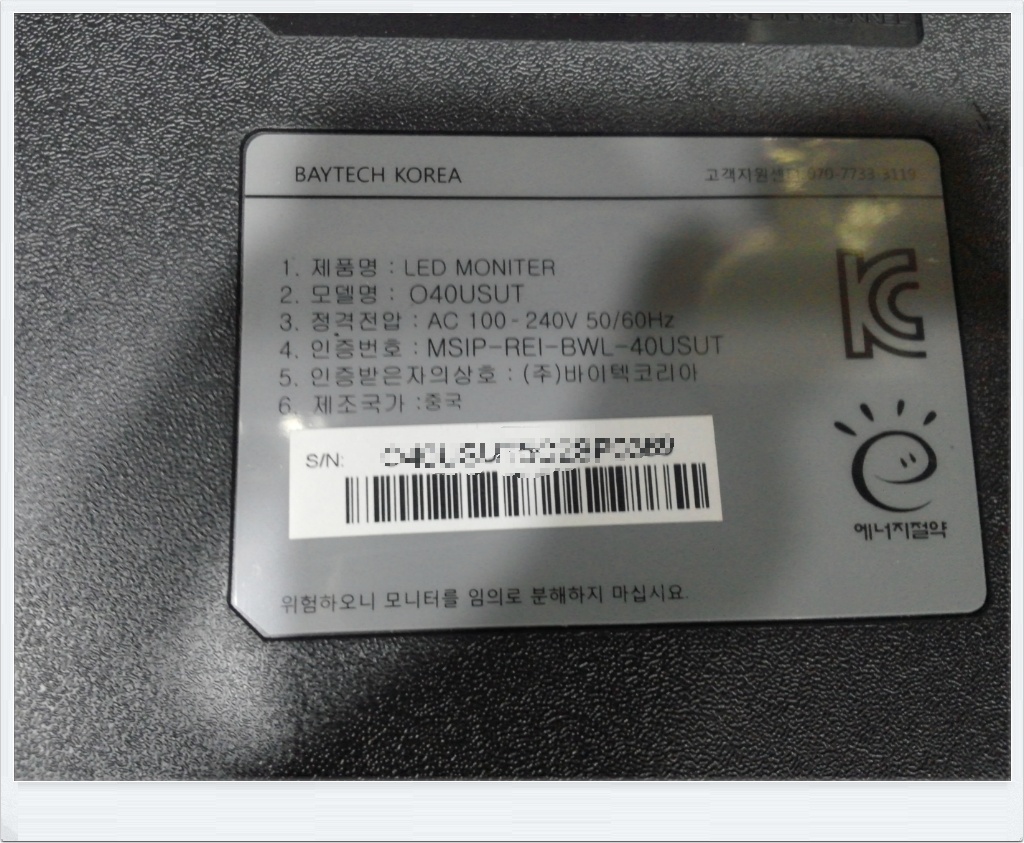 BAYTECH KOREA
고객지원센터 070-7733-3119
1. 제품명 : LED MONITER
2. 모델명 : O40USUT
3. 정격전압 : AC 100-240V 50/60Hz
4. 인증번호 : MSIP-REI-BWL-40USUT
5. 인증받은자의상호 : (주)바이텍코리아
6. 제조국가 :중국
S/N:
에너지절약
위험하오니 모니터를 임의로 분해하지 마십시요.